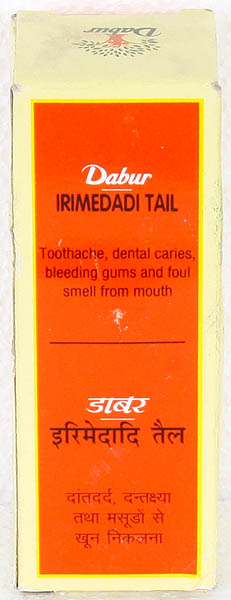 Dabur
Dabur
IRIMEDADI TAIL
Toothache, dental caries,
bleeding gums and foul
smell from mouth
डाबर
इरिमेदादि तैल
दांतदर्द, दन्तक्ष्या
तथा मसूडों से
खून निकलना